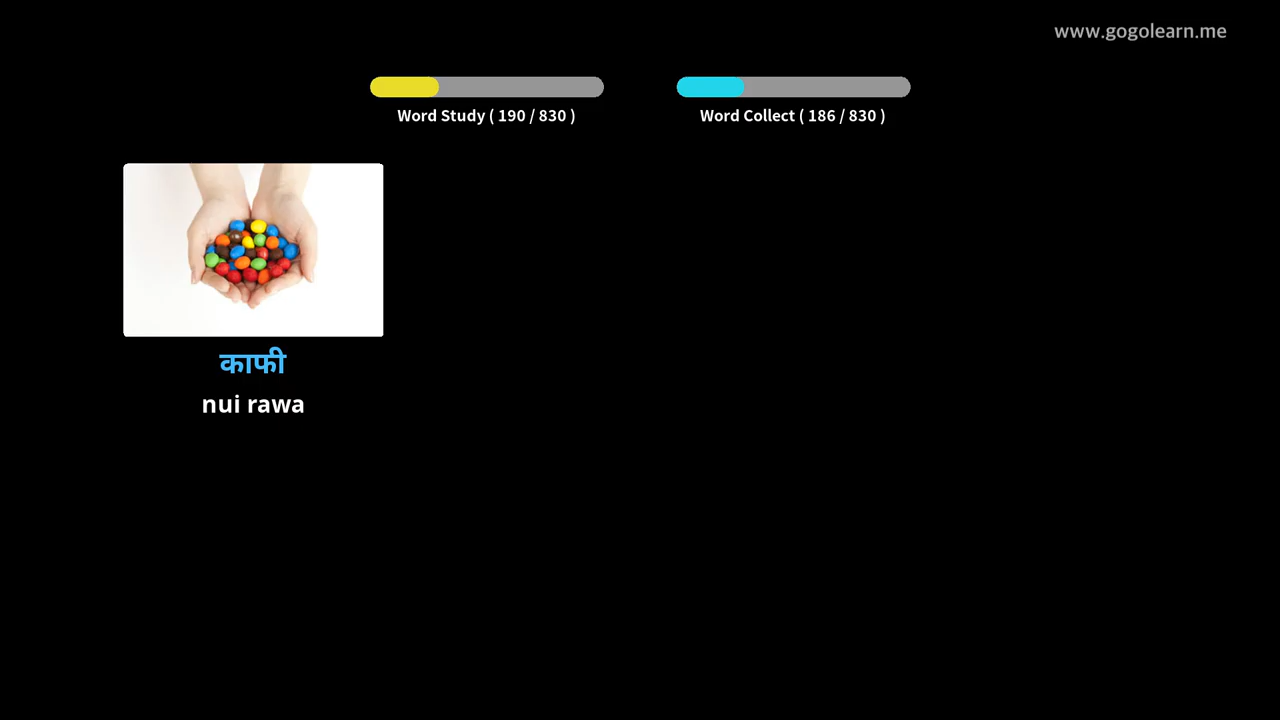 www.gogolearn.me
Word Study ( 190 / 830 )
Word Collect ( 186 / 830 )
काफी
nui rawa